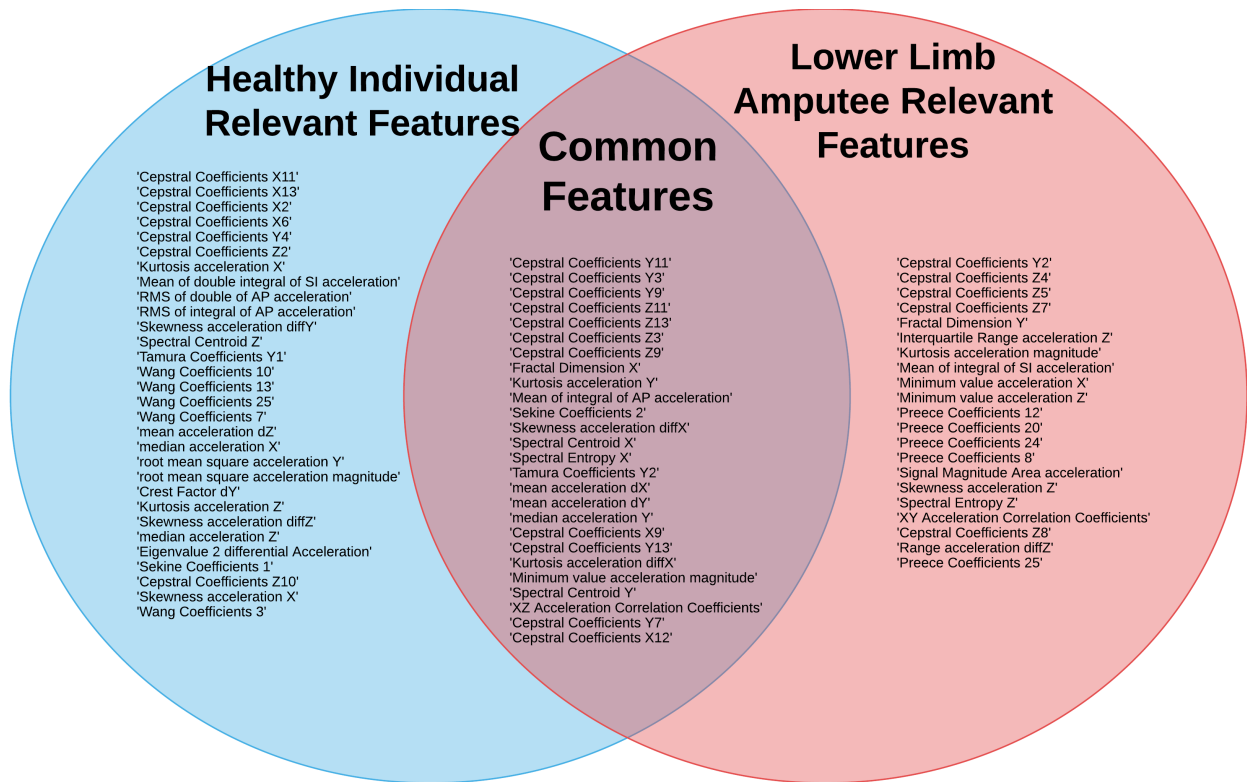 Healthy Individual
Relevant Features
'Cepstral Coefficients X11'
'Cepstral Coefficients X13'
'Cepstral Coefficients X2'
'Cepstral Coefficients X6'
'Cepstral Coefficients Y4'
'Cepstral Coefficients Z2'
'Kurtosis acceleration X'
'Mean of double integral of SI acceleration'
'RMS of double of AP acceleration'
'RMS of integral of AP acceleration'
'Skewness acceleration diffY'
'Spectral Centroid Z'
'Tamura Coefficients Y1'
'Wang Coefficients 10'
'Wang Coefficients 13'
'Wang Coefficients 25'
'Wang Coefficients 7'
'mean acceleration dZ'
'median acceleration X'
'root mean square acceleration Y'
'root mean square acceleration magnitude'
'Crest Factor dY'
'Kurtosis acceleration Z'
'Skewness acceleration diffZ'
'median acceleration Z'
'Eigenvalue 2 differential Acceleration'
'Sekine Coefficients 1'
'Cepstral Coefficients Z10'
'Skewness acceleration X'
'Wang Coefficients 3'
Common
Features
'Cepstral Coefficients Y11'
'Cepstral Coefficients Y3'
'Cepstral Coefficients Y9'
'Cepstral Coefficients Z11'
'Cepstral Coefficients Z13'
'Cepstral Coefficients Z3'
'Cepstral Coefficients Z9'
'Fractal Dimension X'
'Kurtosis acceleration Y'
'Mean of integral of AP acceleration'
'Sekine Coefficients 2'
'Skewness acceleration diffX'
'Spectral Centroid X'
'Spectral Entropy X'
'Tamura Coefficients Y2'
'mean acceleration dX'
'mean acceleration dY'
'median acceleration Y'
'Cepstral Coefficients X9'
'Cepstral Coefficients Y13'
'Kurtosis acceleration diffX'
'Minimum value acceleration magnitude'
'Spectral Centroid Y'
'XZ Acceleration Correlation Coefficients'
'Cepstral Coefficients Y7'
'Cepstral Coefficients X12'
Lower Limb
Amputee Relevant
Features
'Cepstral Coefficients Y2'
'Cepstral Coefficients Z4'
'Cepstral Coefficients Z5'
'Cepstral Coefficients Z7'
'Fractal Dimension Y'
'Interquartile Range acceleration Z'
'Kurtosis acceleration magnitude'
'Mean of integral of SI acceleration'
'Minimum value acceleration X'
'Minimum value acceleration Z'
'Preece Coefficients 12'
'Preece Coefficients 20'
'Preece Coefficients 24'
'Preece Coefficients 8'
'Signal Magnitude Area acceleration'
'Skewness acceleration Z'
'Spectral Entropy Z'
'XY Acceleration Correlation Coefficients'
'Cepstral Coefficients Z8'
'Range acceleration diffZ'
'Preece Coefficients 25'